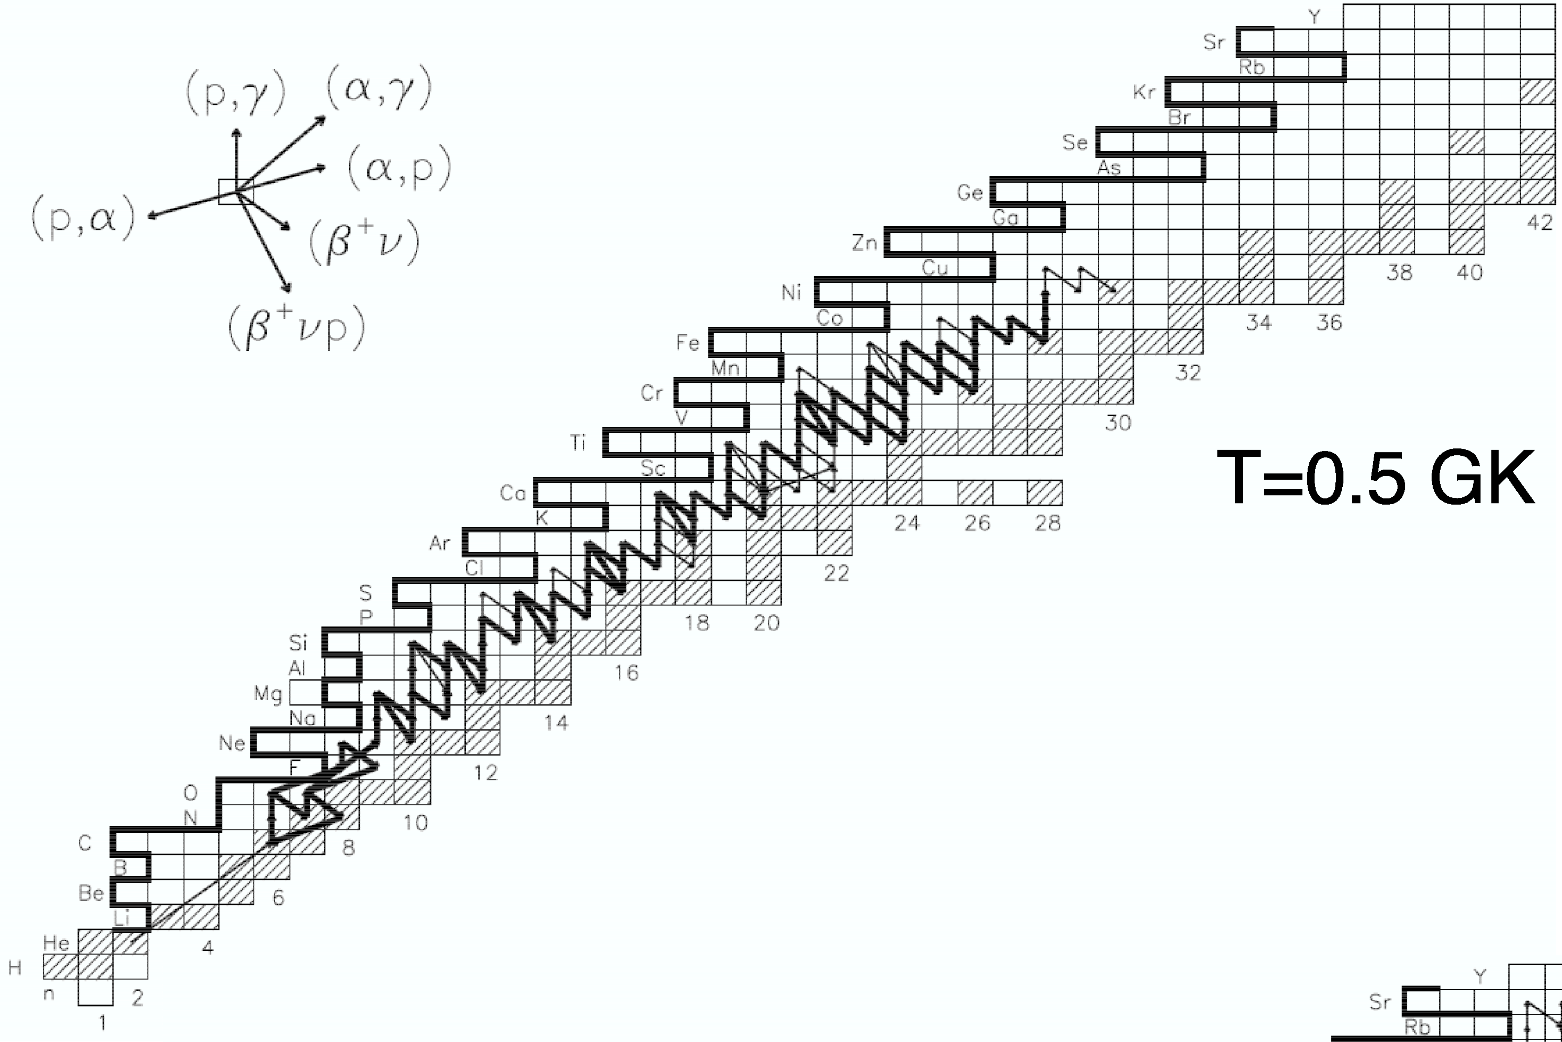 Y
Sr
Rb
(p,γ) (α,γ)
Kr
Br
Se
(α,p)
As
Ge
(p,α)
Ga
42
(β⁺ν)
Zn
Cu
38 40
Ni
Co
34 36
(β⁺νp)
Fe
Mn
32
Cr
V
30
Ti
Sc
T=0.5 GK
Ca
K
24 26 28
Ar
Cl
22
S
P
18 20
Si
Al
16
Mg
Na
14
Ne
F
12
O
N
10
C
8
B
Be
6
Li
He
4
H
n 2
1
Y
Sr
Rb